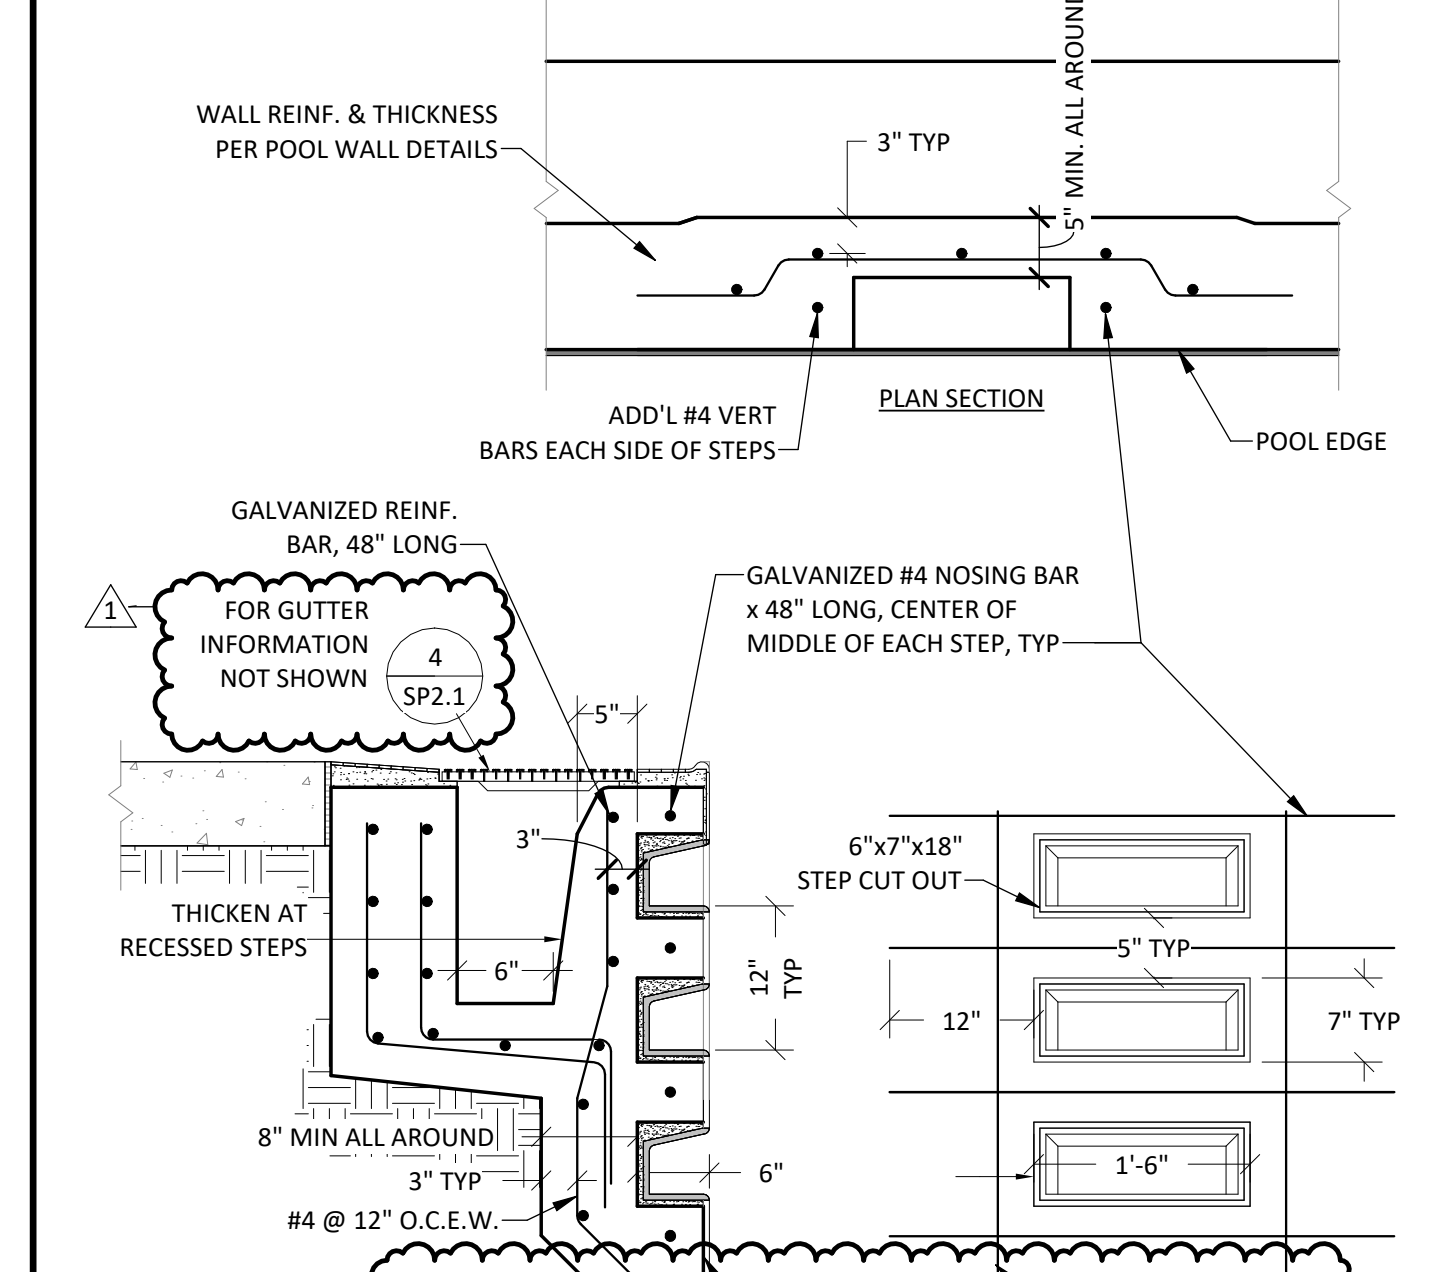 5" MIN. ALL AROUND
WALL REINF. & THICKNESS
PER POOL WALL DETAILS
3" TYP
PLAN SECTION
ADD'L #4 VERT
BARS EACH SIDE OF STEPS
POOL EDGE
GALVANIZED REINF.
BAR, 48" LONG
GALVANIZED #4 NOSING BAR
x 48" LONG, CENTER OF
MIDDLE OF EACH STEP, TYP
1
FOR GUTTER
INFORMATION
NOT SHOWN
4
SP2.1
5"
3"
6"x7"x18"
STEP CUT OUT
THICKEN AT
RECESSED STEPS
6"
12"
TYP
5" TYP
12"
7" TYP
8" MIN ALL AROUND
3" TYP
6"
1'-6"
#4 @ 12" O.C.E.W.